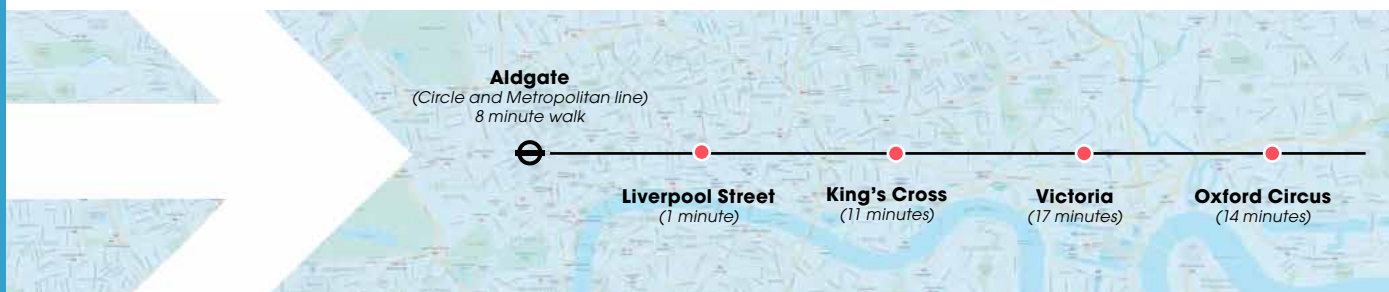 Aldgate
(Circle and Metropolitan line)
8 minute walk
Liverpool Street
(1 minute)
King's Cross
(11 minutes)
Victoria
(17 minutes)
Oxford Circus
(14 minutes)